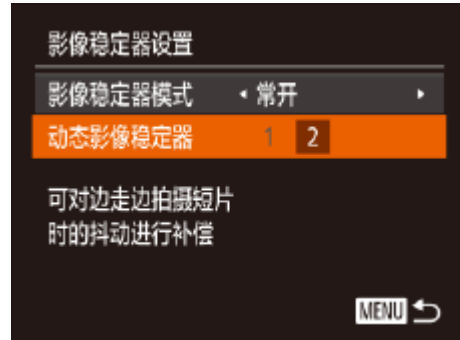 影像稳定器设置
影像稳定器模式 常开
动态影像稳定器 1 2
可对边走边拍摄短片
时的抖动进行补偿
MENU